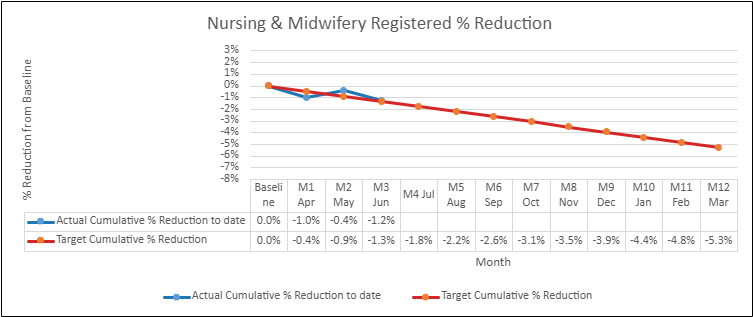 Nursing & Midwifery Registered % Reduction
% Reduction from Baseline
3%
2%
1%
0%
-1%
-2%
-3%
-4%
-5%
-6%
-7%
-8%
Baseli
ne
M1
Apr
M2
May
M3
Jun
M4 Jul
M5
Aug
M6
Sep
M7
Oct
M8
Nov
M9
Dec
M10
Jan
M11
Feb
M12
Mar
Actual Cumulative % Reduction to date 0.0% -1.0% -0.4% -1.2%
Target Cumulative % Reduction 0.0% -0.4% -0.9% -1.3% -1.8% -2.2% -2.6% -3.1% -3.5% -3.9% -4.4% -4.8% -5.3%
Month
Actual Cumulative % Reduction to date Target Cumulative % Reduction